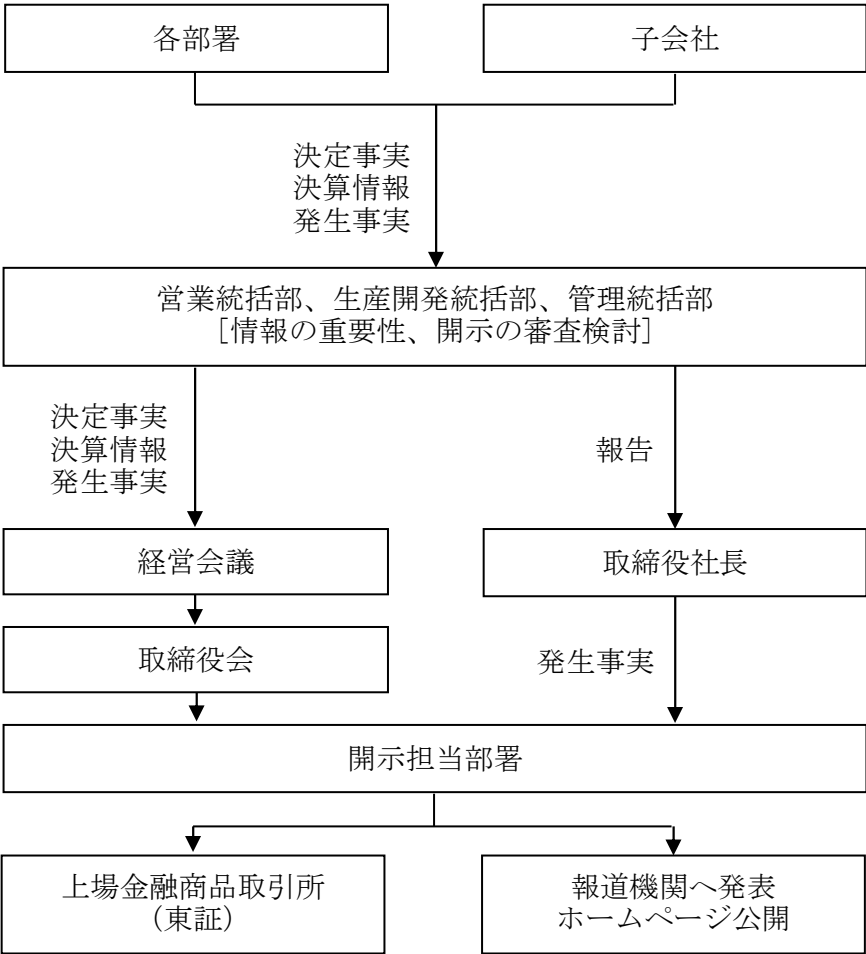 各部署
子会社
決定事実
決算情報
発生事実
営業統括部、生産開発統括部、管理統括部
［情報の重要性、開示の審査検討］
決定事実
決算情報
発生事実
報告
経営会議
取締役社長
取締役会
発生事実
開示担当部署
上場金融商品取引所
（東証）
報道機関へ発表
ホームページ公開